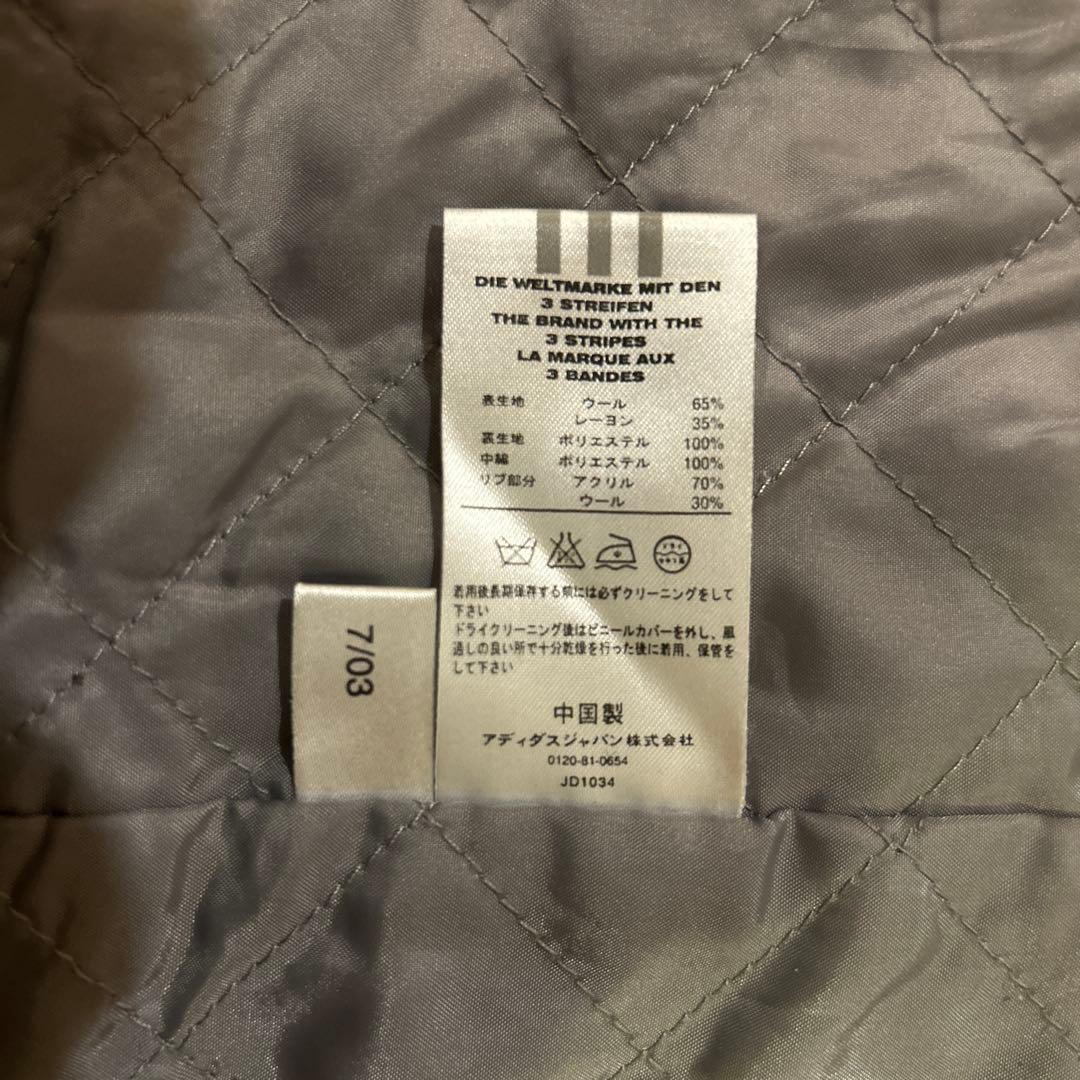 DIE WELTMARKE MIT DEN
3 STREIFEN
THE BRAND WITH THE
3 STRIPES
LA MARQUE AUX
3 BANDES
表生地 ウール 65%
レーヨン 35%
裏生地 ポリエステル 100%
中綿 ポリエステル 100%
リブ部分 アクリル 70%
ウール 30%
ドライ
セキユ系
着用後長期保存する前には必ずクリーニングをして
下さい
ドライクリーニング後はビニールカバーを外し、風
通しの良い所で十分乾燥を行った後に着用、保管を
して下さい
中国製
アディダスジャパン株式会社
0120-81-0654
JD1034
7/03